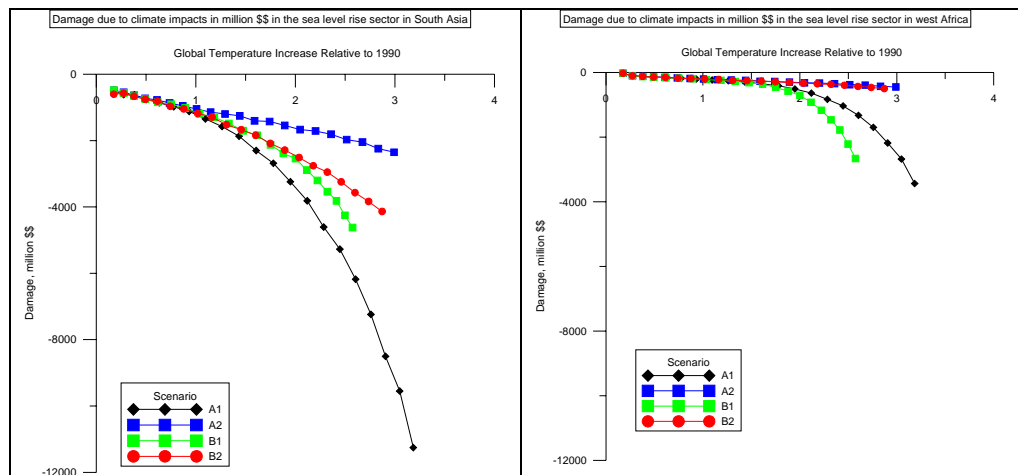 Damage due to climate impacts in million $$ in the sea level rise sector in South Asia
Global Temperature Increase Relative to 1990
0
0
1
2
3
4
-4000
-8000
-12000
Damage, million $$
Scenario
A1
A2
B1
B2
Damage due to climate impacts in million $$ in the sea level rise sector in west Africa
Global Temperature Increase Relative to 1990
0
0
1
2
3
4
-4000
-8000
-12000
Damage, million $$
Scenario
A1
A2
B1
B2